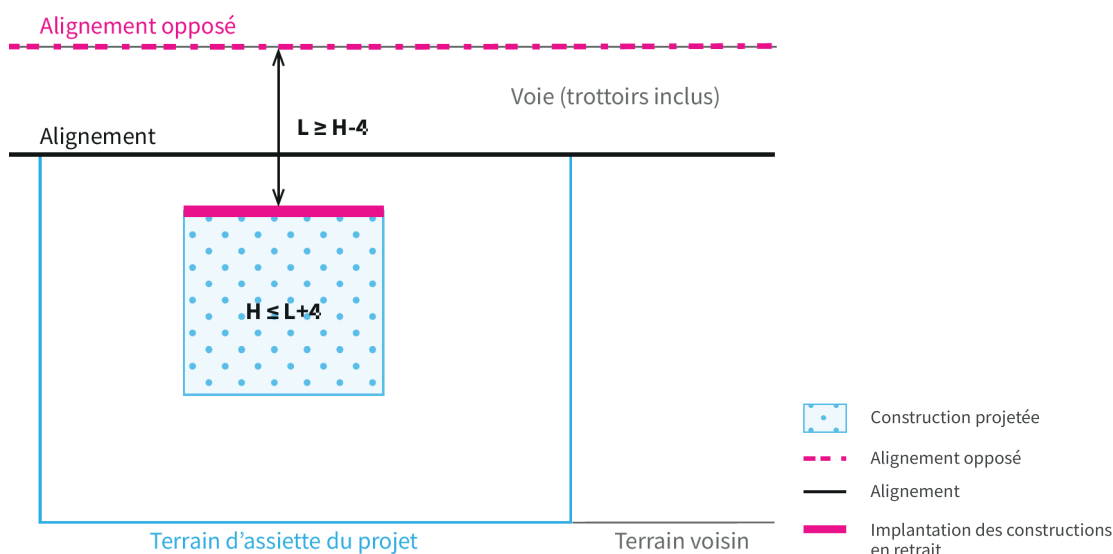 Alignement opposé
Voie (trottoirs inclus)
L ≥ H-4
Alignement
H ≤ L+4
Construction projetée
Alignement opposé
Alignement
Implantation des constructions
en retrait
Terrain d’assiette du projet
Terrain voisin